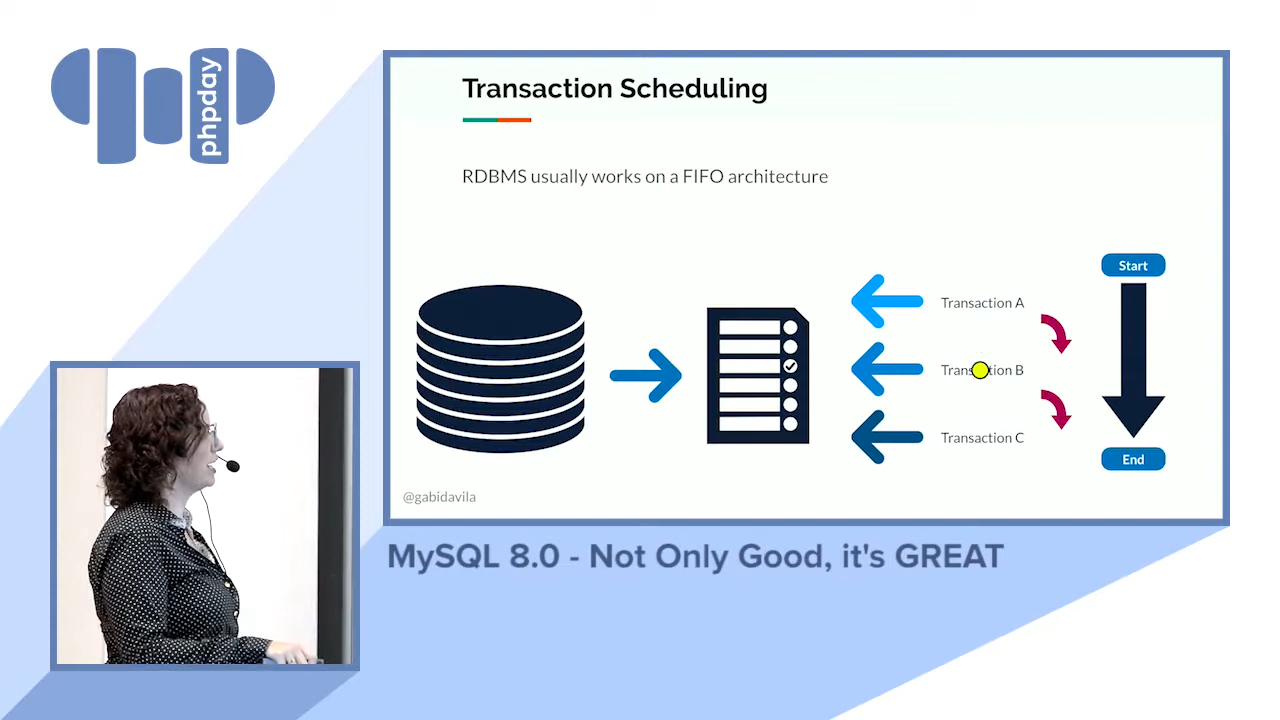 phpday
Transaction Scheduling
RDBMS usually works on a FIFO architecture
Start
Transaction A
Transaction B
Transaction C
End
@gabidavila
MySQL 8.0 - Not Only Good, it's GREAT